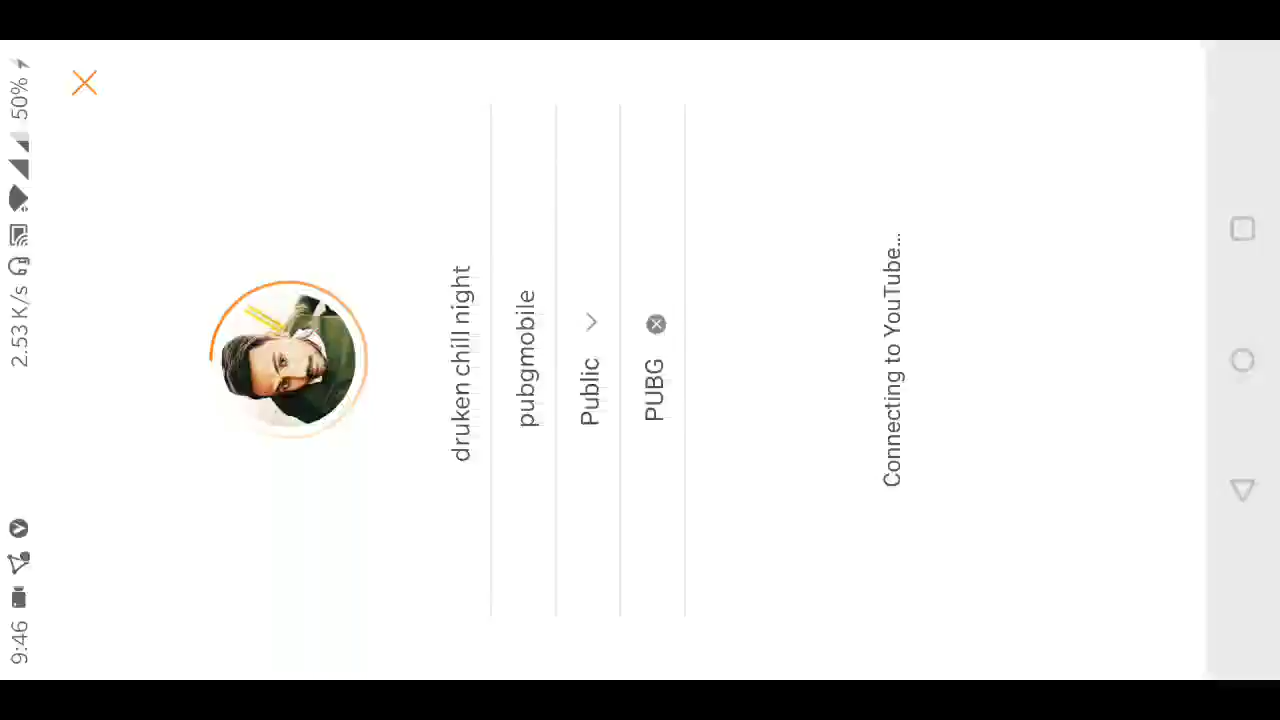 9:46 2.53 K/s 50%
druken chill night
pubgmobile
Public
PUBG
Connecting to YouTube...